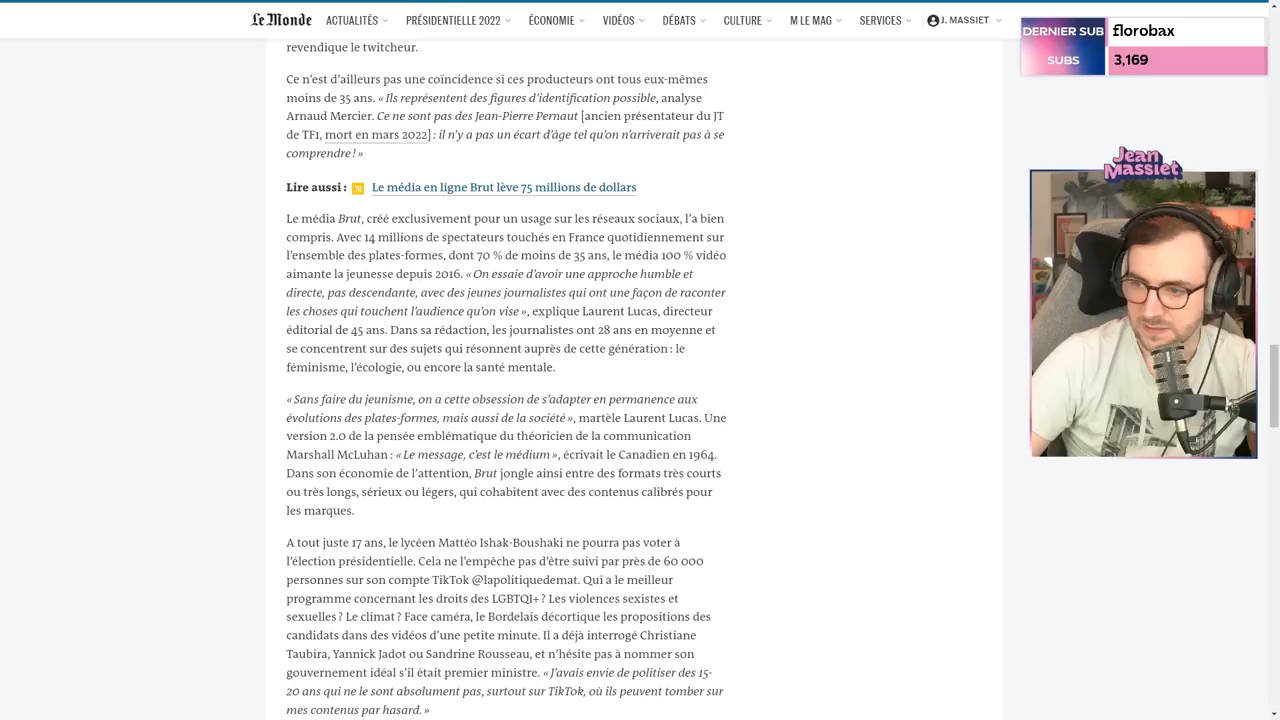 Le Monde
ACTUALITÉS
PRÉSIDENTIELLE 2022
ÉCONOMIE
VIDÉOS
DÉBATS
CULTURE
M LE MAG
SERVICES
J. MASSIET
DERNIER SUB
florobax
SUBS
3,169
Jean
Massiet
revendique le twitcheur.
Ce n’est d’ailleurs pas une coïncidence si ces producteurs ont tous eux-mêmes
moins de 35 ans. « Ils représentent des figures d’identification possible, analyse
Arnaud Mercier. Ce ne sont pas des Jean-Pierre Pernaut [ancien présentateur du JT
de TF1, mort en mars 2022] : il n’y a pas un écart d’âge tel qu’on n’arriverait pas à se
comprendre ! »
Lire aussi : Le média en ligne Brut lève 75 millions de dollars
Le média Brut, créé exclusivement pour un usage sur les réseaux sociaux, l’a bien
compris. Avec 14 millions de spectateurs touchés en France quotidiennement sur
l’ensemble des plates-formes, dont 70 % de moins de 35 ans, le média 100 % vidéo
aimante la jeunesse depuis 2016. « On essaie d’avoir une approche humble et
directe, pas descendante, avec des jeunes journalistes qui ont une façon de raconter
les choses qui touchent l’audience qu’on vise », explique Laurent Lucas, directeur
éditorial de 45 ans. Dans sa rédaction, les journalistes ont 28 ans en moyenne et
se concentrent sur des sujets qui résonnent auprès de cette génération : le
féminisme, l’écologie, ou encore la santé mentale.
« Sans faire du jeunisme, on a cette obsession de s’adapter en permanence aux
évolutions des plates-formes, mais aussi de la société », martèle Laurent Lucas. Une
version 2.0 de la pensée emblématique du théoricien de la communication
Marshall McLuhan : « Le message, c’est le médium », écrivait le Canadien en 1964.
Dans son économie de l’attention, Brut jongle ainsi entre des formats très courts
ou très longs, sérieux ou légers, qui cohabitent avec des contenus calibrés pour
les marques.
A tout juste 17 ans, le lycéen Mattéo Ishak-Boushaki ne pourra pas voter à
l’élection présidentielle. Cela ne l’empêche pas d’être suivi par près de 60 000
personnes sur son compte TikTok @lapolitiquedemat. Qui a le meilleur
programme concernant les droits des LGBTQI+ ? Les violences sexistes et
sexuelles ? Le climat ? Face caméra, le Bordelais décortique les propositions des
candidats dans des vidéos d’une petite minute. Il a déjà interrogé Christiane
Taubira, Yannick Jadot ou Sandrine Rousseau, et n’hésite pas à nommer son
gouvernement idéal s’il était premier ministre. « J’avais envie de politiser des 15-
20 ans qui ne le sont absolument pas, surtout sur TikTok, où ils peuvent tomber sur
mes contenus par hasard. »